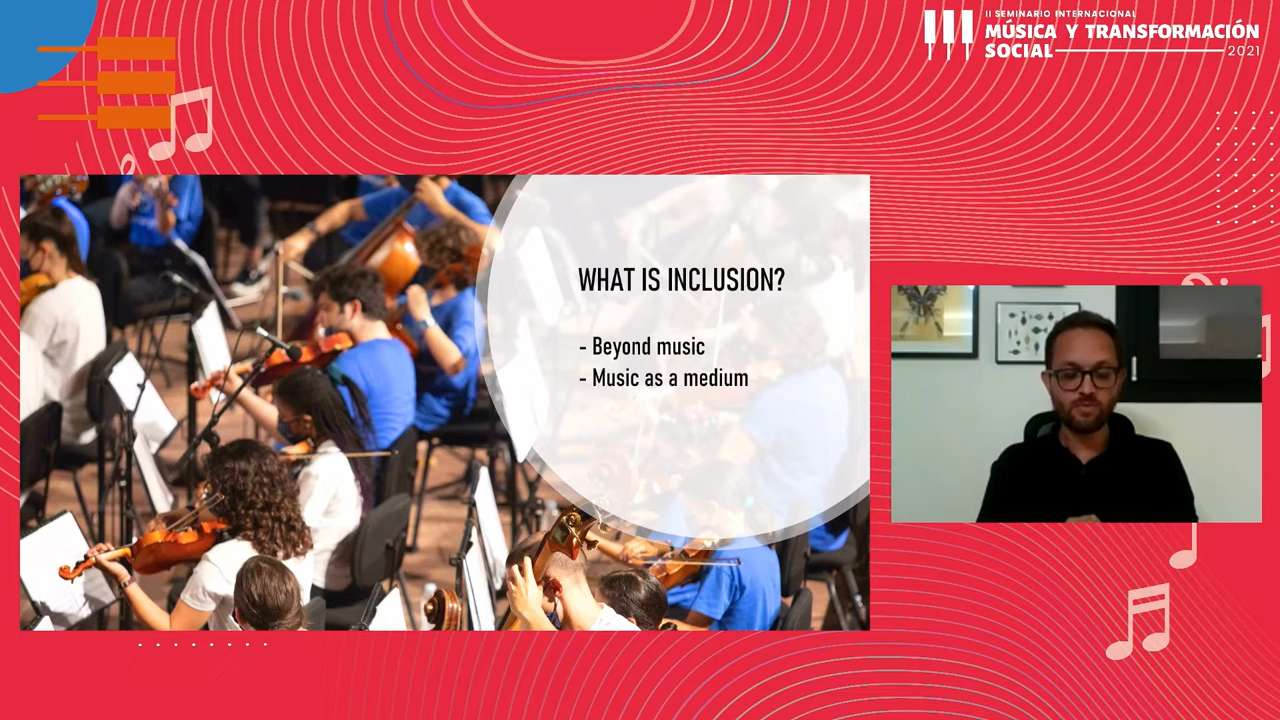 II SEMINARIO INTERNACIONAL
MÚSICA Y TRANSFORMACIÓN
SOCIAL
2021
WHAT IS INCLUSION?
- Beyond music
- Music as a medium